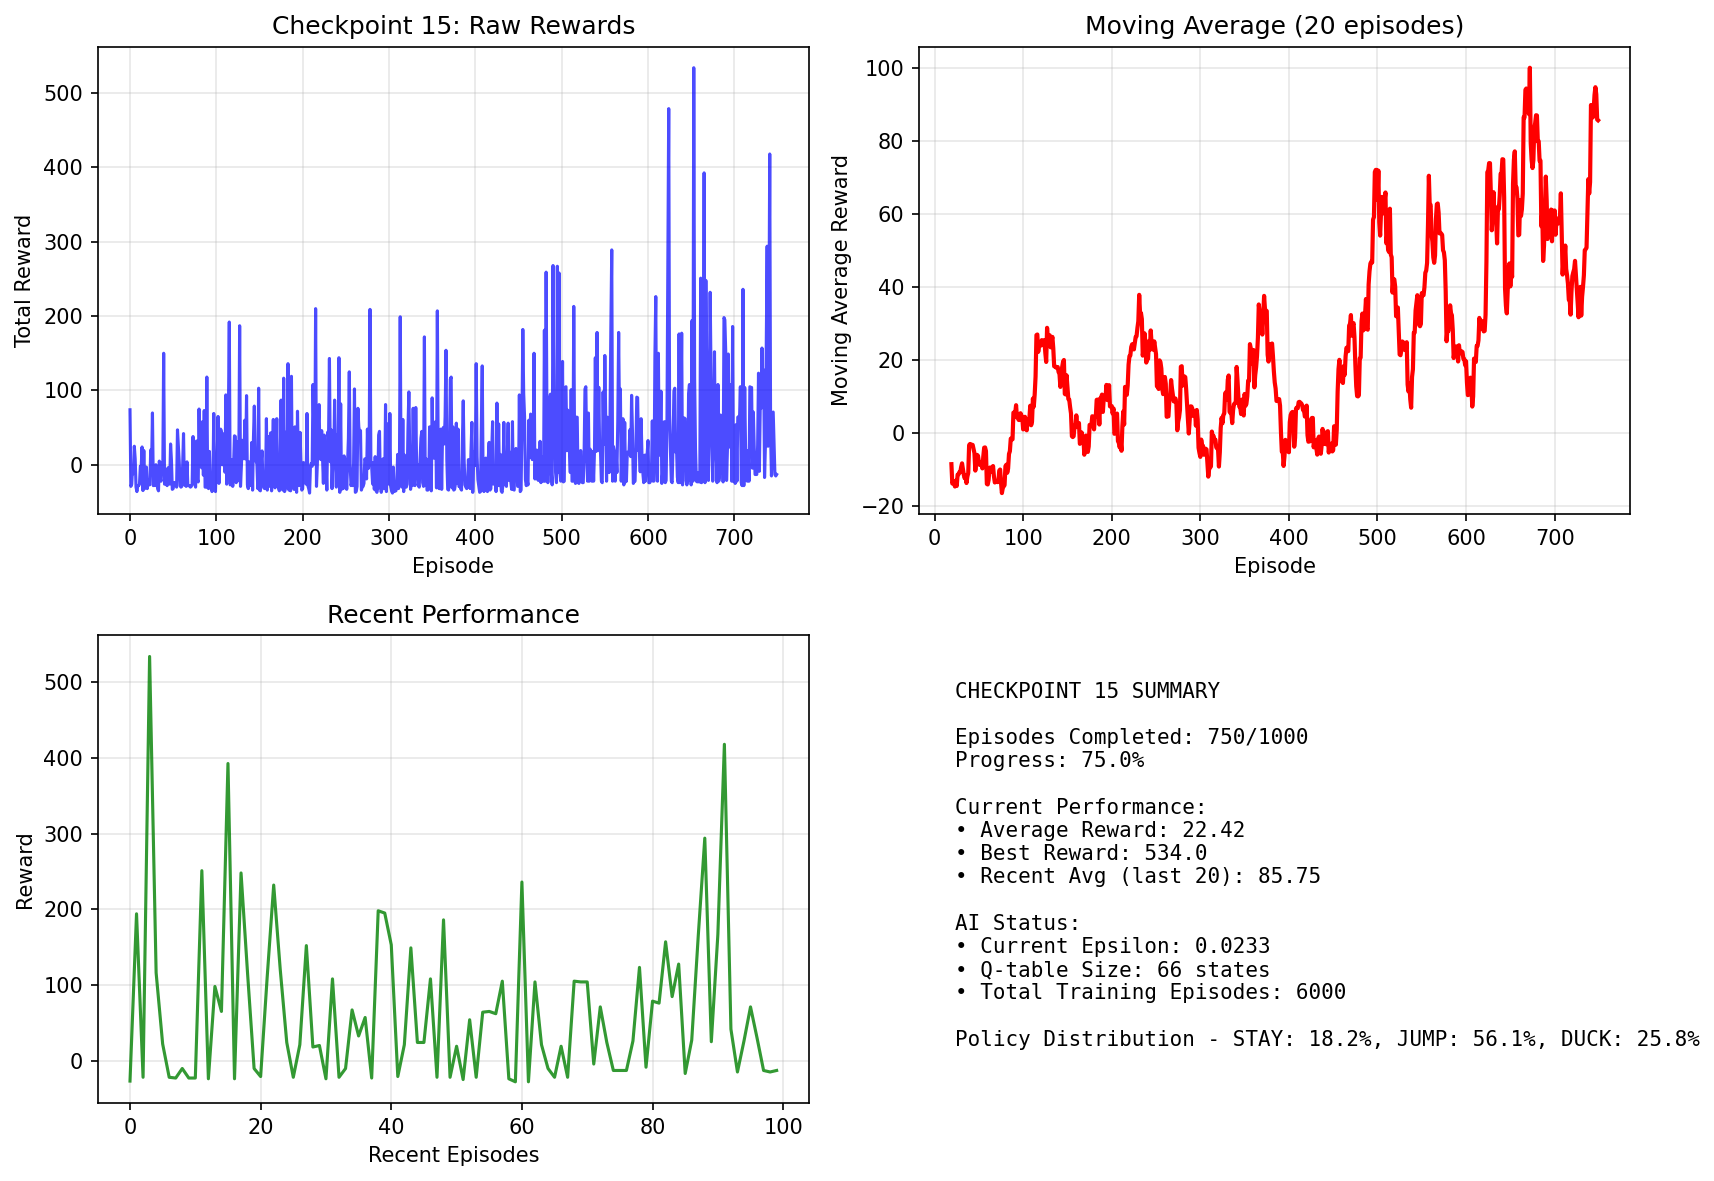 Checkpoint 15: Raw Rewards
Total Reward
500
400
300
200
100
0
0 100 200 300 400 500 600 700
Episode
Moving Average (20 episodes)
Moving Average Reward
100
80
60
40
20
0
−20
0 100 200 300 400 500 600 700
Episode
Recent Performance
Reward
500
400
300
200
100
0
0 20 40 60 80 100
Recent Episodes
CHECKPOINT 15 SUMMARY
Episodes Completed: 750/1000
Progress: 75.0%
Current Performance:
• Average Reward: 22.42
• Best Reward: 534.0
• Recent Avg (last 20): 85.75
AI Status:
• Current Epsilon: 0.0233
• Q-table Size: 66 states
• Total Training Episodes: 6000
Policy Distribution - STAY: 18.2%, JUMP: 56.1%, DUCK: 25.8%